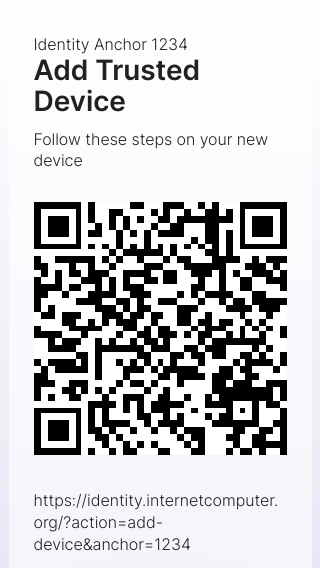 Identity Anchor 1234
Add Trusted
Device
Follow these steps on your new
device
https://identity.internetcomputer.
org/?action=add-
device&anchor=1234